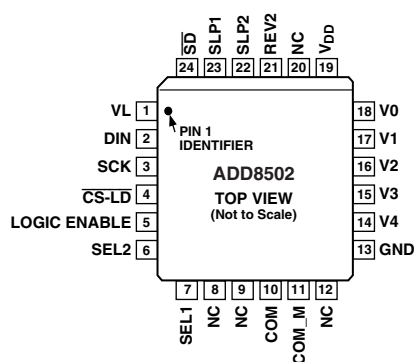 SD SLP1 SLP2 REV2 NC VDD
24 23 22 21 20 19
VL 1
DIN 2
SCK 3
CS-LD 4
LOGIC ENABLE 5
SEL2 6
PIN 1
IDENTIFIER
ADD8502
TOP VIEW
(Not to Scale)
18 V0
17 V1
16 V2
15 V3
14 V4
13 GND
7 8 9 10 11 12
SEL1 NC NC COM COM_M NC